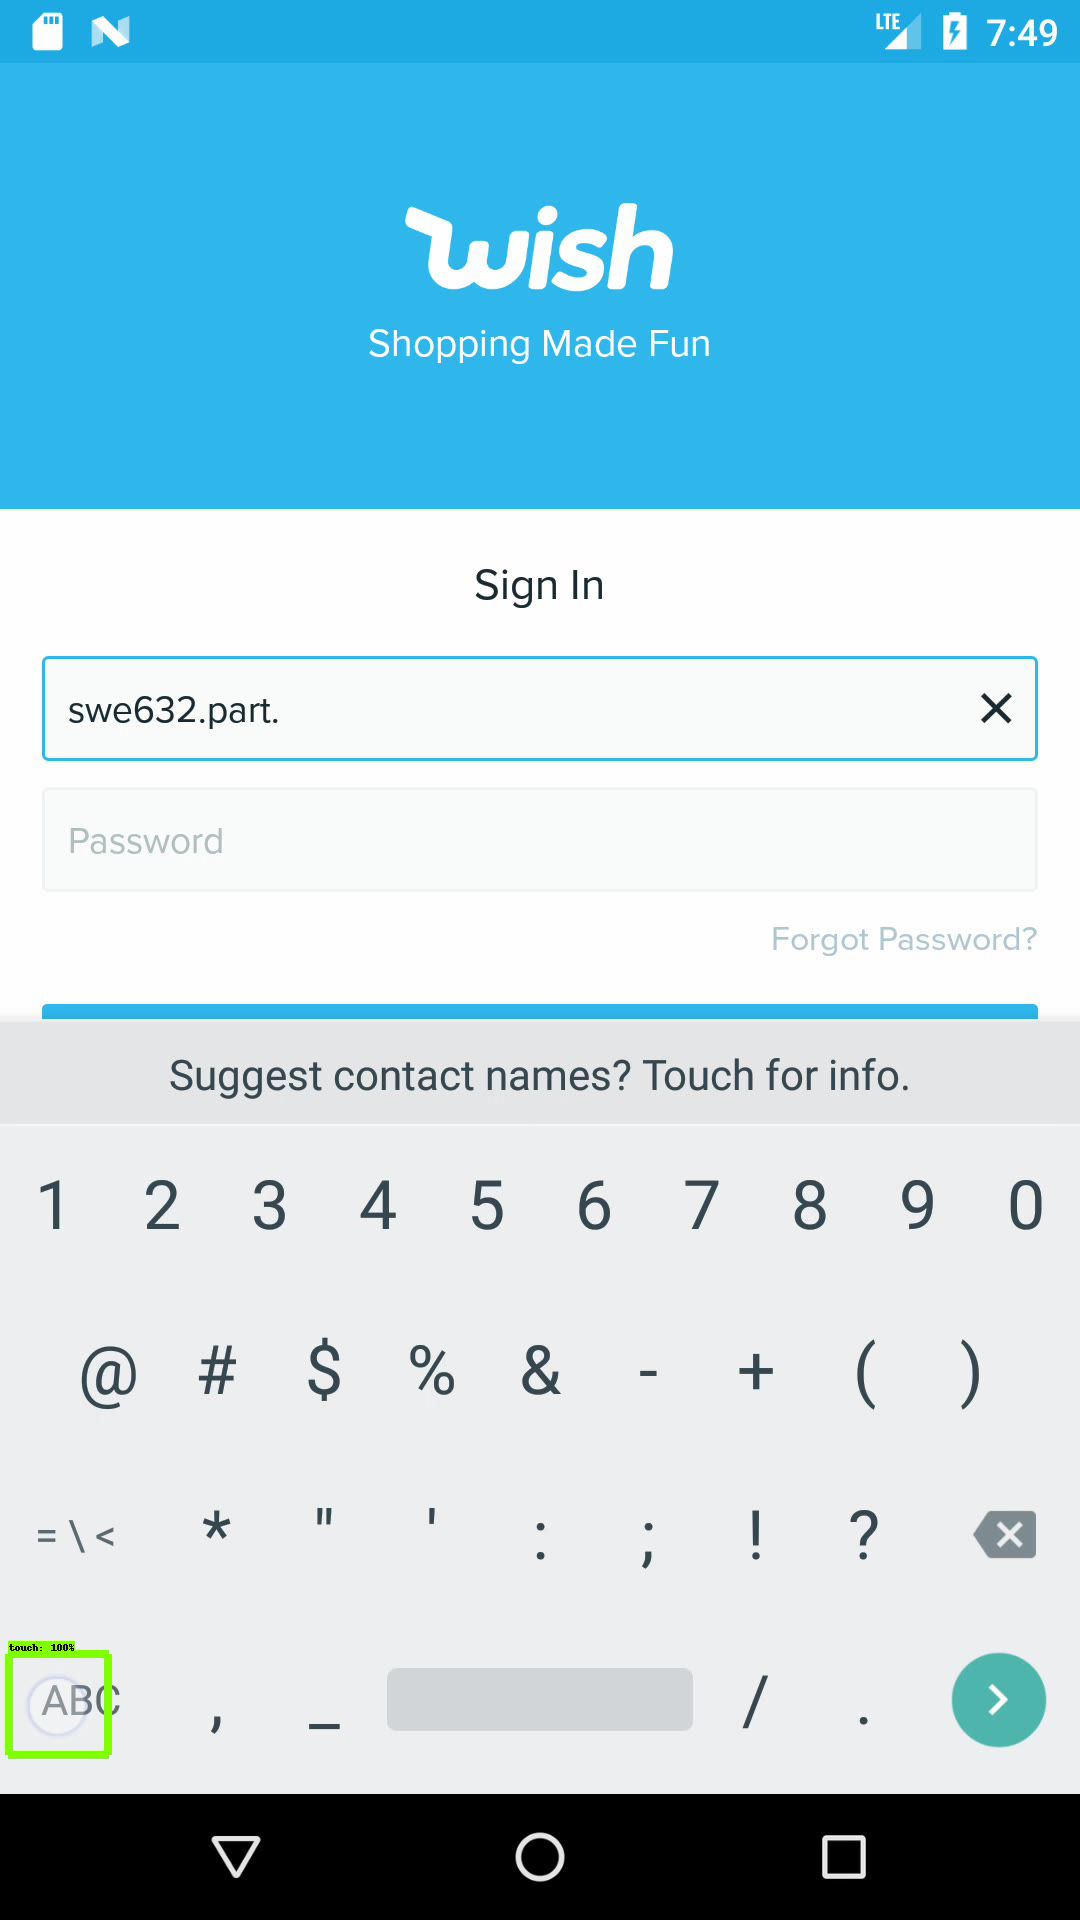 LTE 7:49
wish
Shopping Made Fun
Sign In
swe632.part.
Password
Forgot Password?
Suggest contact names? Touch for info.
1 2 3 4 5 6 7 8 9 0
@ # $ % & - + ( )
= \ < * " ' : ; ! ?
touch: 100%
ABC , _ / .